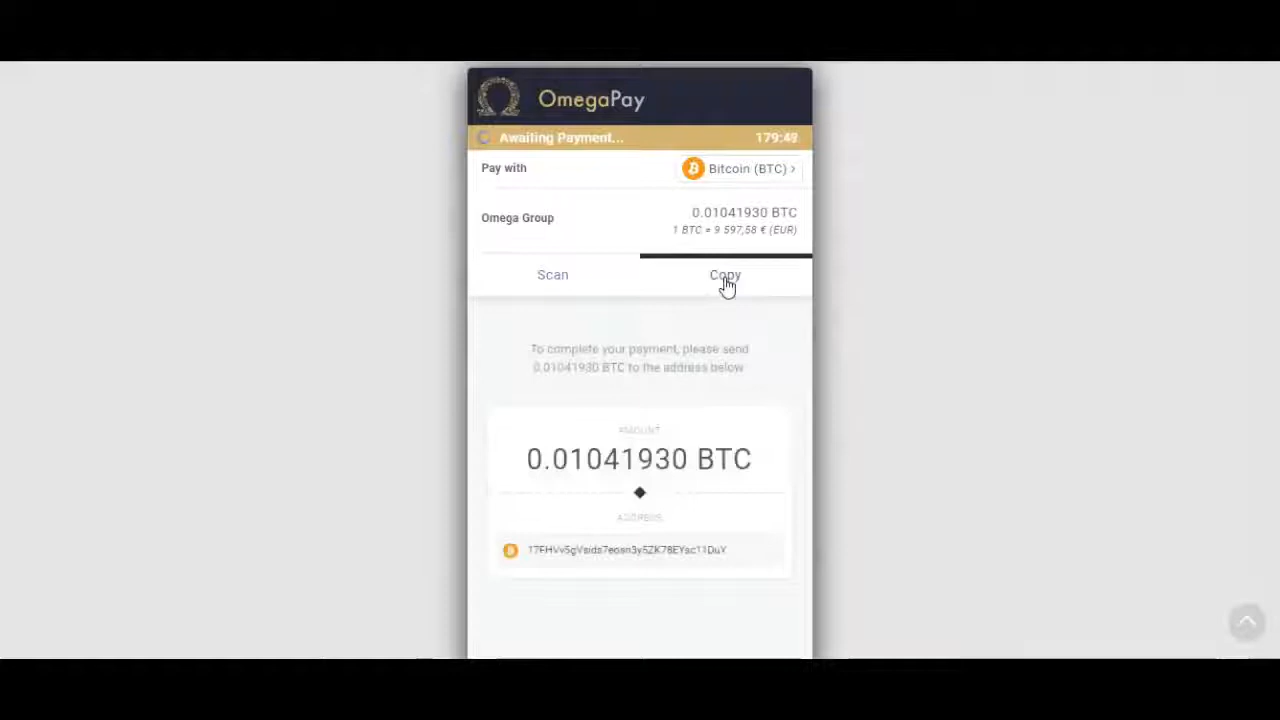 OmegaPay
Awaiting Payment... 179:49
Pay with Bitcoin (BTC) ›
Omega Group 0.01041930 BTC
1 BTC = 9 597,58 € (EUR)
Scan Copy
To complete your payment, please send
0.01041930 BTC to the address below
AMOUNT
0.01041930 BTC
ADDRESS